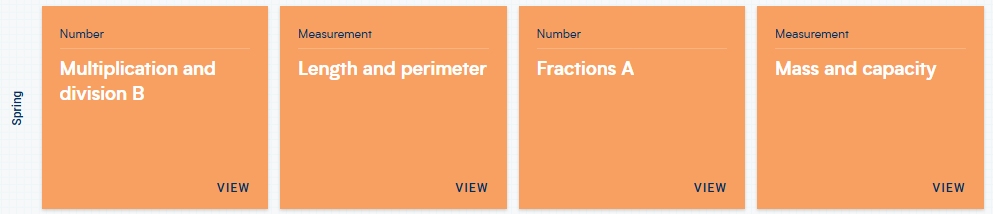 Spring
Number
Multiplication and
division B
VIEW
Measurement
Length and perimeter
VIEW
Number
Fractions A
VIEW
Measurement
Mass and capacity
VIEW